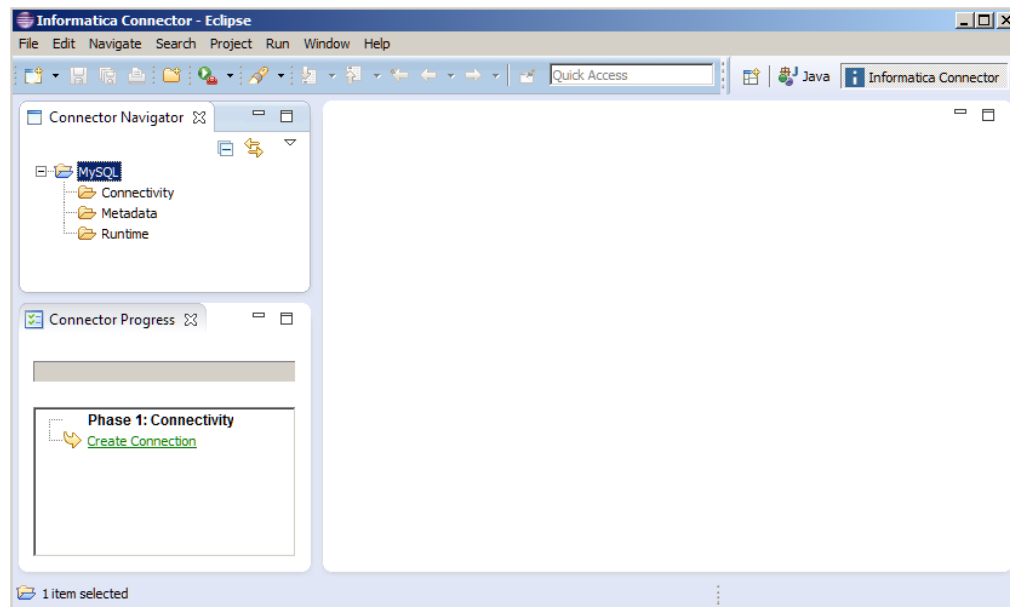 Informatica Connector - Eclipse
File Edit Navigate Search Project Run Window Help
Quick Access
Java
Informatica Connector
Connector Navigator
MySQL
Connectivity
Metadata
Runtime
Connector Progress
Phase 1: Connectivity
Create Connection
1 item selected